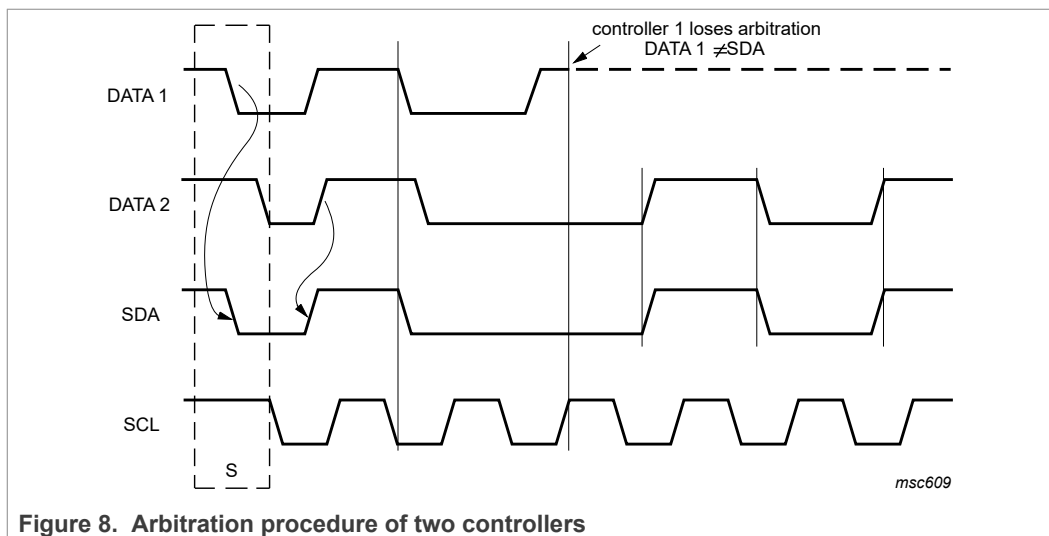 controller 1 loses arbitration
DATA 1 ≠SDA
DATA 1
DATA 2
SDA
SCL
S
msc609
Figure 8. Arbitration procedure of two controllers